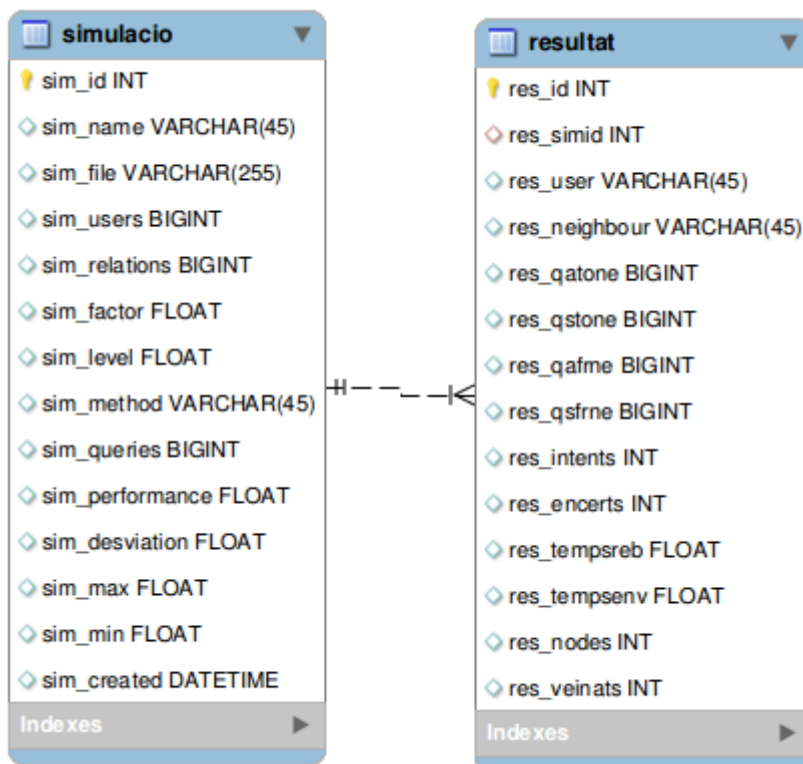 simulacio
sim_id INT
sim_name VARCHAR(45)
sim_file VARCHAR(255)
sim_users BIGINT
sim_relations BIGINT
sim_factor FLOAT
sim_level FLOAT
sim_method VARCHAR(45)
sim_queries BIGINT
sim_performance FLOAT
sim_desviation FLOAT
sim_max FLOAT
sim_min FLOAT
sim_created DATETIME
Indexes
resultat
res_id INT
res_simid INT
res_user VARCHAR(45)
res_neighbour VARCHAR(45)
res_qatone BIGINT
res_qstone BIGINT
res_qafrne BIGINT
res_qsfrne BIGINT
res_intents INT
res_encerts INT
res_tempsreb FLOAT
res_tempsenv FLOAT
res_nodes INT
res_veinats INT
Indexes